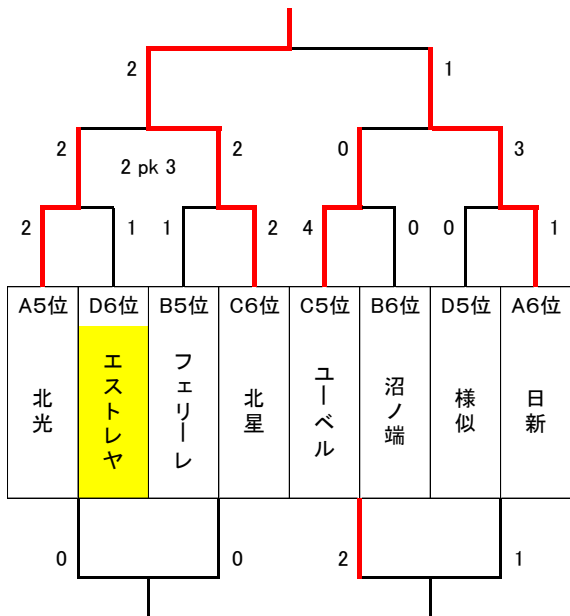 2 1
2 2 0 3
2 pk 3
2 1 1 2 4 0 0 1
A5位 D6位 B5位 C6位 C5位 B6位 D5位 A6位
北光 エストレヤ フェリーレ 北星 ユーベル 沼ノ端 様似 日新
0 0 2 1